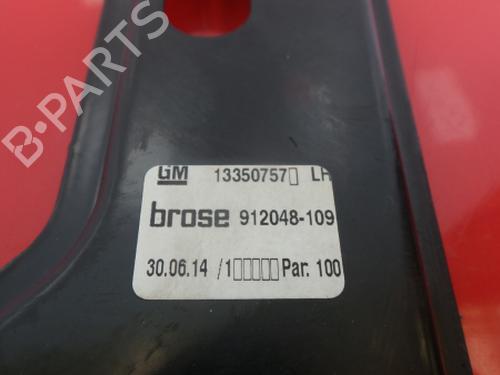 B-PARTS
GM 13350757▯ LH
brose 912048-109
30.06.14 /1▯▯▯▯▯ Par. 100